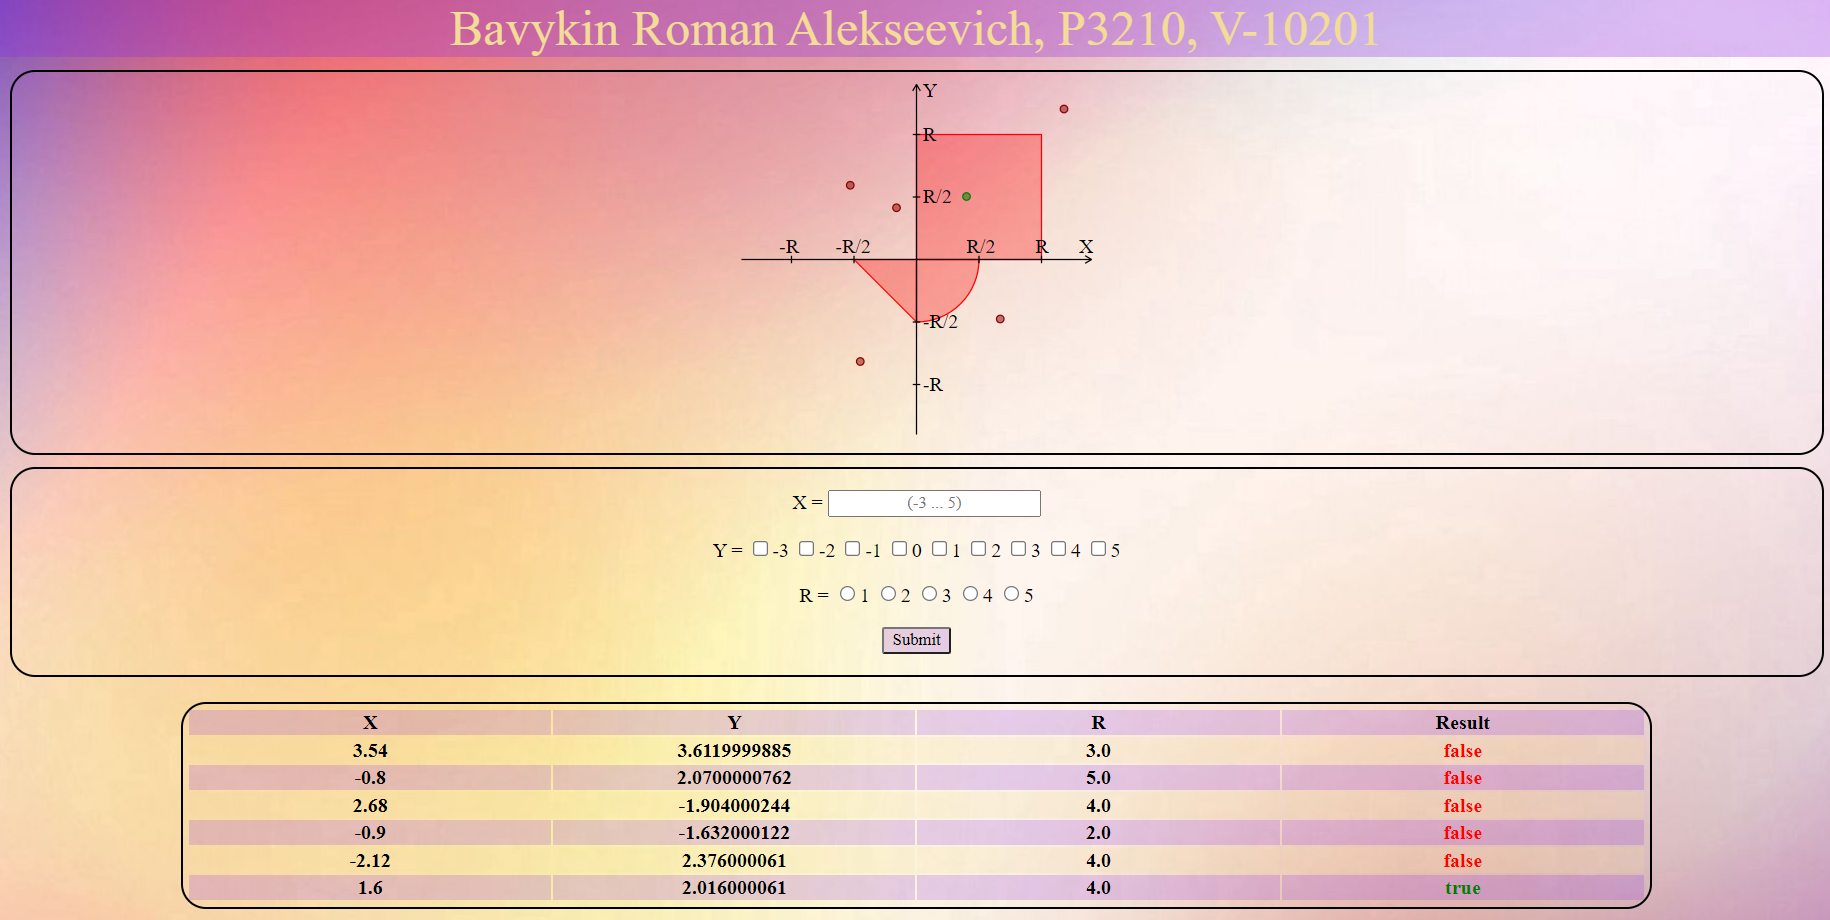 Bavykin Roman Alekseevich, P3210, V-10201
Y
R
R/2
-R -R/2 R/2 R X
-R/2
-R
X = (-3 ... 5)
Y = -3 -2 -1 0 1 2 3 4 5
R = 1 2 3 4 5
Submit
X Y R Result
3.54 3.6119999885 3.0 false
-0.8 2.0700000762 5.0 false
2.68 -1.904000244 4.0 false
-0.9 -1.632000122 2.0 false
-2.12 2.376000061 4.0 false
1.6 2.016000061 4.0 true